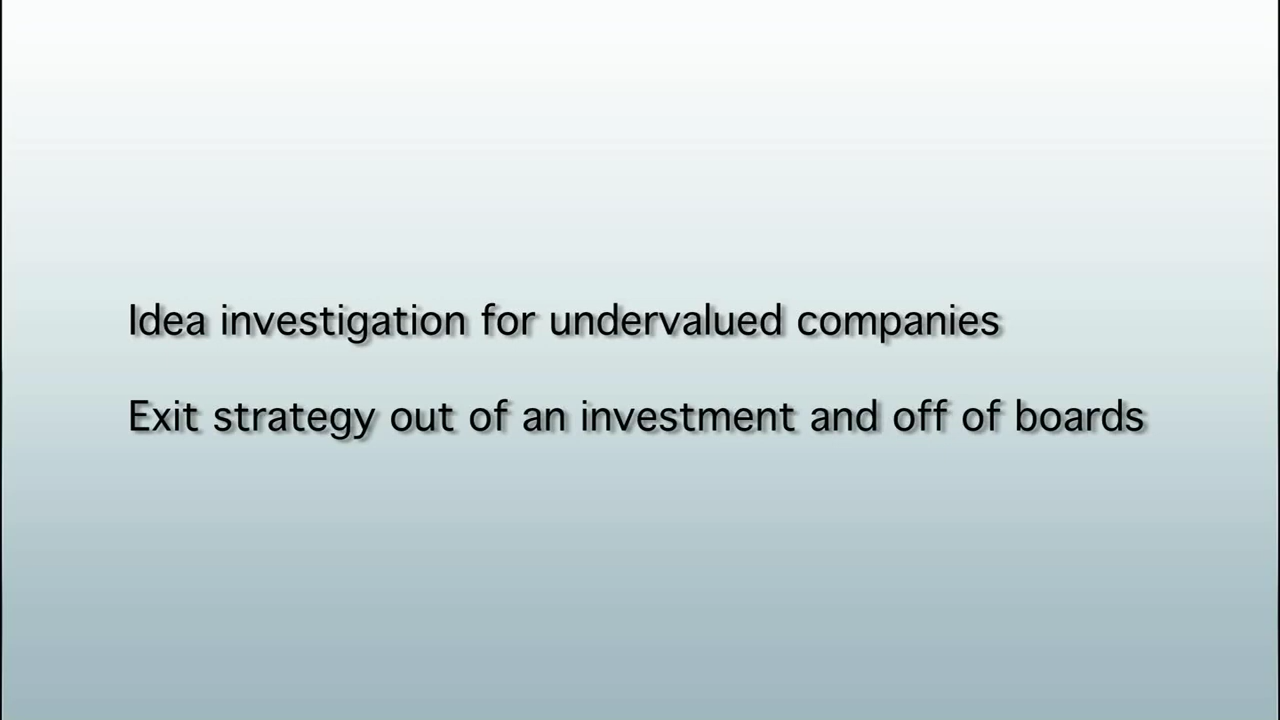 Idea investigation for undervalued companies
Exit strategy out of an investment and off of boards